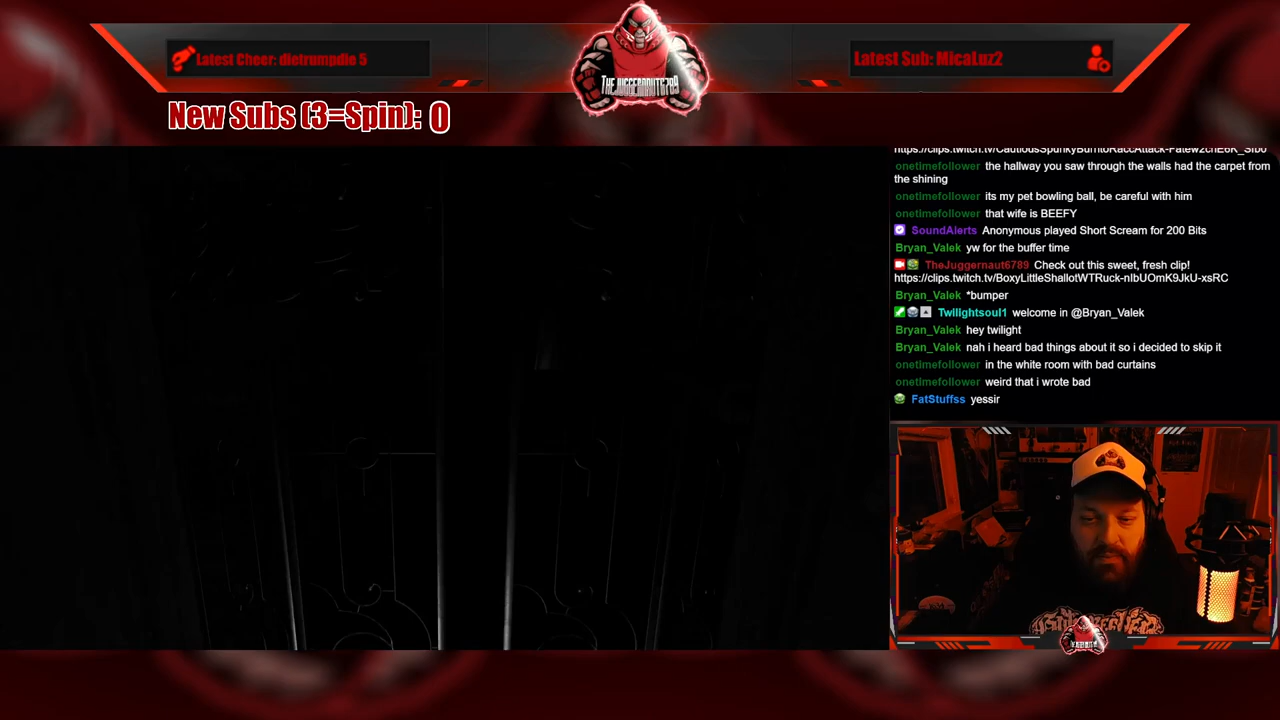 Latest Cheer: dietrumpdie 5
THEJUGGERNAUT6789
Latest Sub: MicaLuz2
New Subs (3=Spin): 0
onetimefollower the hallway you saw through the walls had the carpet from
the shining
onetimefollower its my pet bowling ball, be careful with him
onetimefollower that wife is BEEFY
SoundAlerts Anonymous played Short Scream for 200 Bits
Bryan_Valek yw for the buffer time
TheJuggernaut6789 Check out this sweet, fresh clip!
https://clips.twitch.tv/BoxyLittleShallotWTRuck-nIbUOmK9JkU-xsRC
Bryan_Valek *bumper
Twilightsoul1 welcome in @Bryan_Valek
Bryan_Valek hey twilight
Bryan_Valek nah i heard bad things about it so i decided to skip it
onetimefollower in the white room with bad curtains
onetimefollower weird that i wrote bad
FatStuffss yessir